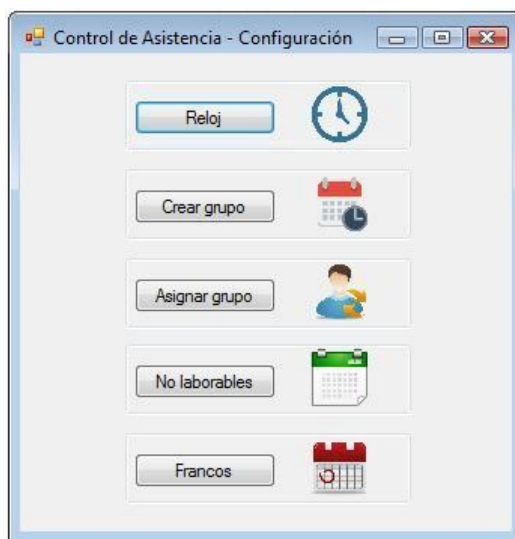 Control de Asistencia - Configuración
Reloj
Crear grupo
Asignar grupo
No laborables
Francos